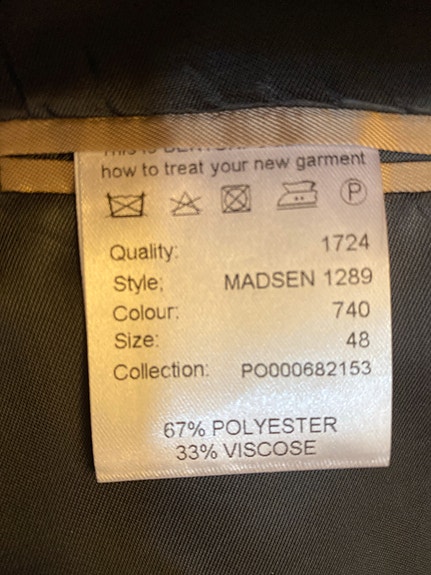 how to treat your new garment
P
Quality: 1724
Style; MADSEN 1289
Colour: 740
Size: 48
Collection: PO000682153
67% POLYESTER
33% VISCOSE